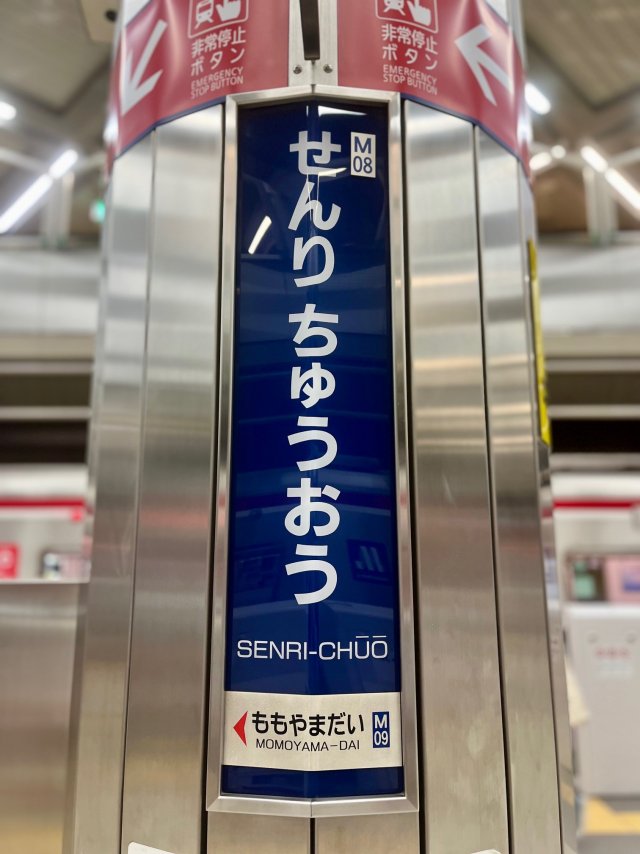 非常停止
ボタン
EMERGENCY
STOP BUTTON
非常停止
ボタン
EMERGENCY
STOP BUTTON
M
08
せんりちゅうおう
SENRI-CHŪŌ
ももやまだい
MOMOYAMA-DAI
M
09